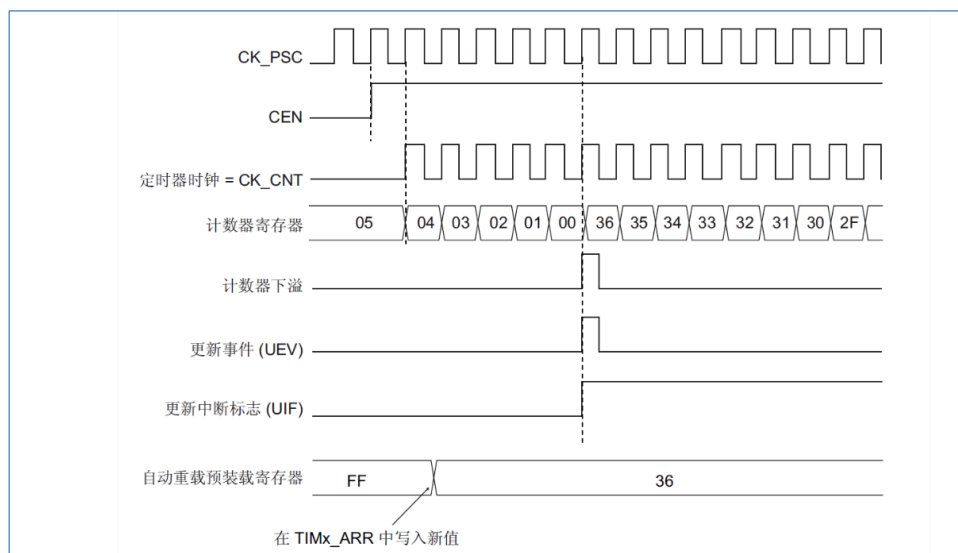 CK_PSC
CEN
定时器时钟 = CK_CNT
计数器寄存器 05 04 03 02 01 00 36 35 34 33 32 31 30 2F
计数器下溢
更新事件 (UEV)
更新中断标志 (UIF)
自动重载预装载寄存器 FF 36
在 TIMx_ARR 中写入新值